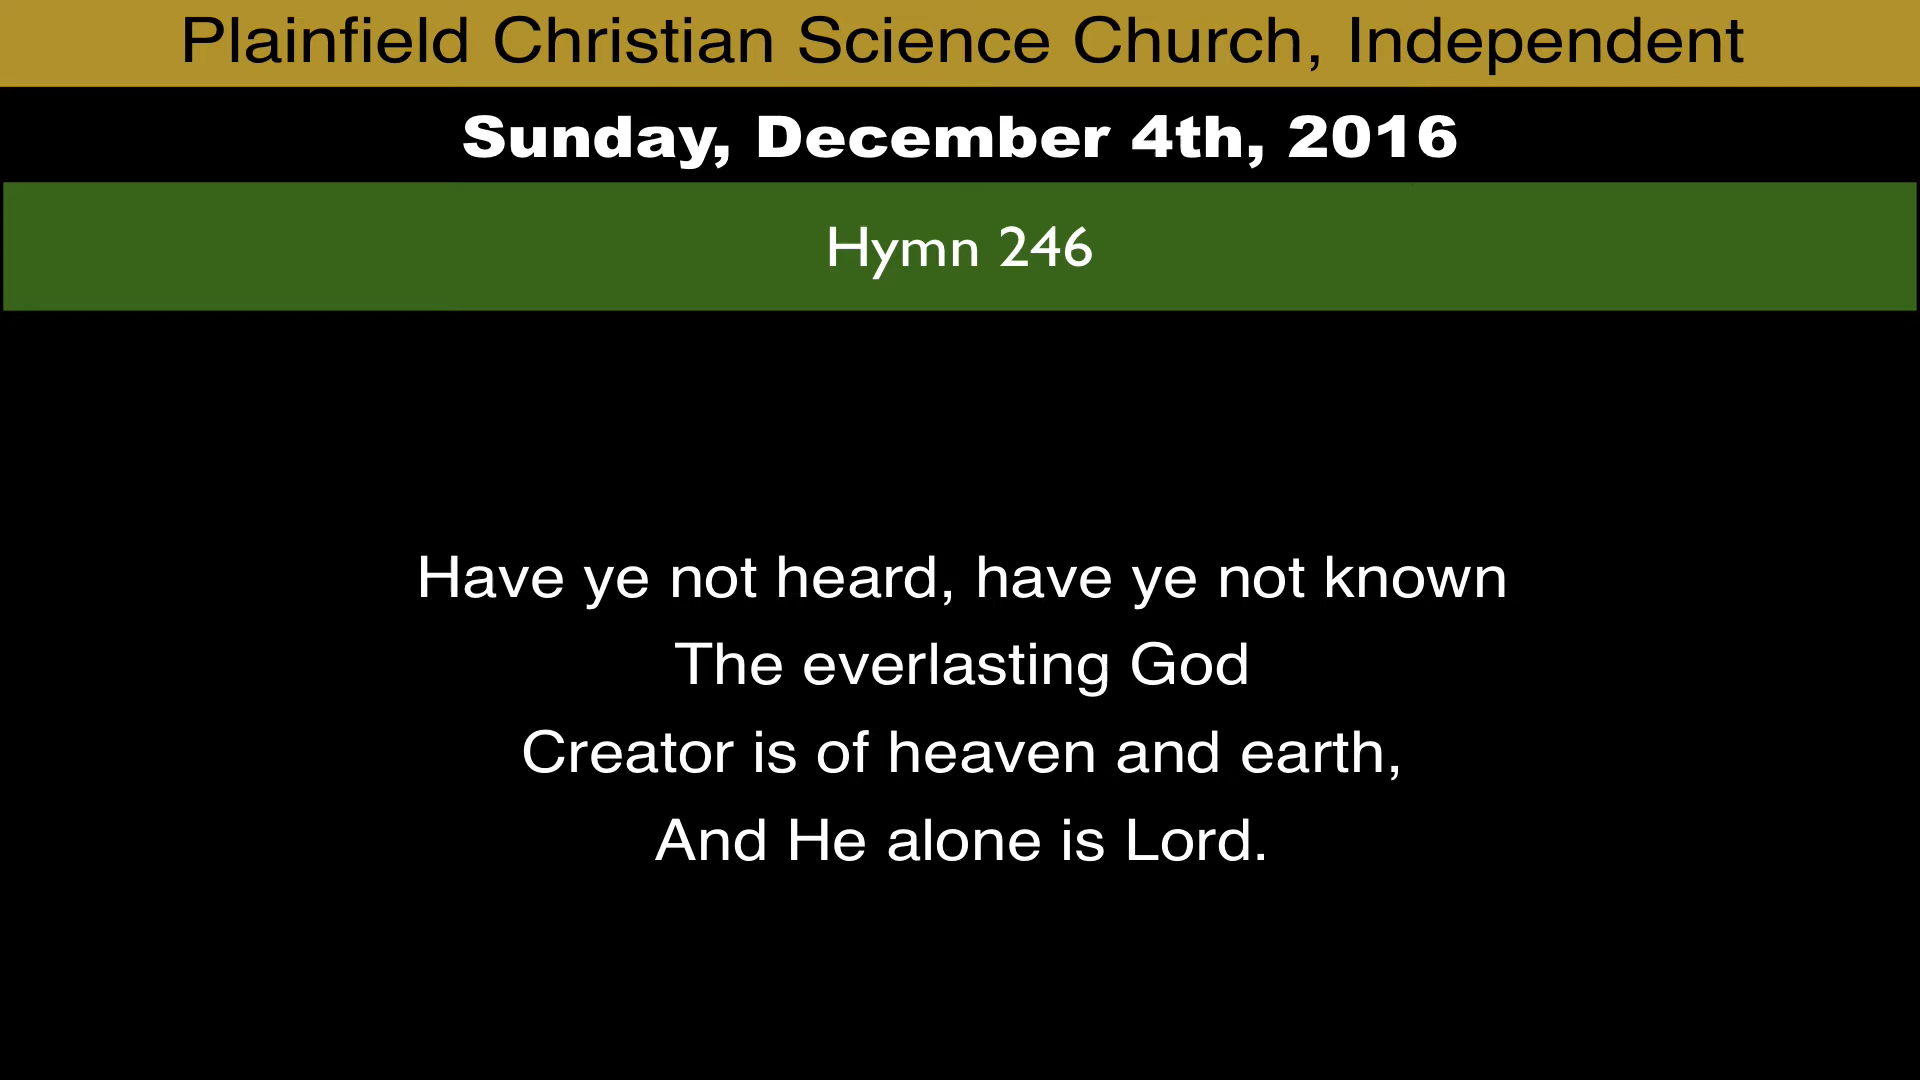 Plainfield Christian Science Church, Independent
Sunday, December 4th, 2016
Hymn 246
Have ye not heard, have ye not known
The everlasting God
Creator is of heaven and earth,
And He alone is Lord.